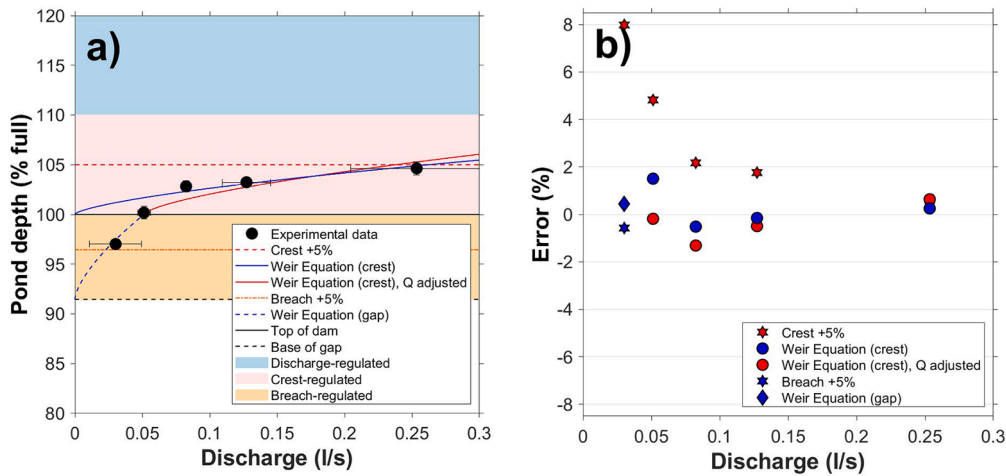 a)
Pond depth (% full)
120
115
110
105
100
95
90
85
80
Experimental data
Crest +5%
Weir Equation (crest)
Weir Equation (crest), Q adjusted
Breach +5%
Weir Equation (gap)
Top of dam
Base of gap
Discharge-regulated
Crest-regulated
Breach-regulated
0 0.05 0.1 0.15 0.2 0.25 0.3
Discharge (l/s)
b)
Error (%)
8
6
4
2
0
-2
-4
-6
-8
Crest +5%
Weir Equation (crest)
Weir Equation (crest), Q adjusted
Breach +5%
Weir Equation (gap)
0 0.05 0.1 0.15 0.2 0.25 0.3
Discharge (l/s)